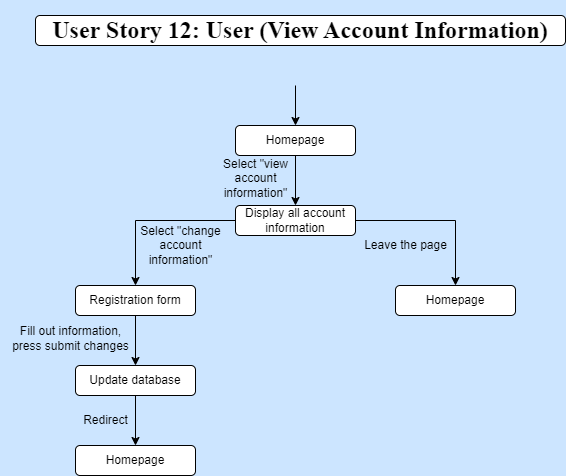 User Story 12: User (View Account Information)
Homepage
Select "view
account
information"
Display all account
information
Select "change
account
information"
Leave the page
Registration form
Homepage
Fill out information,
press submit changes
Update database
Redirect
Homepage